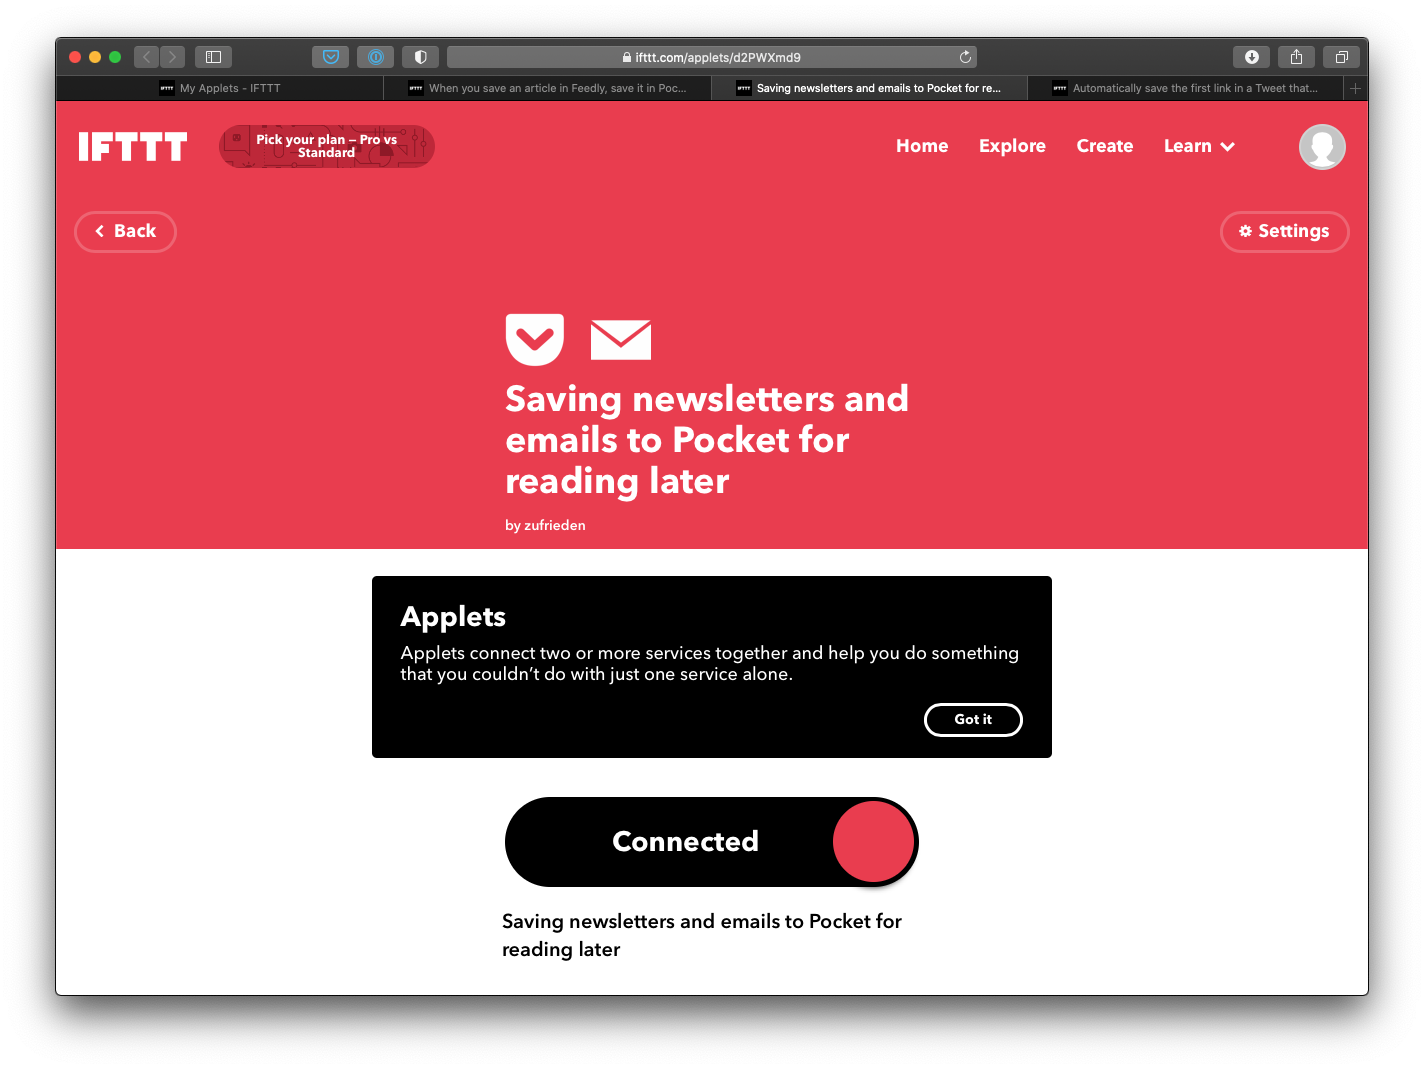 ifttt.com/applets/d2PWXmd9
IFTTT My Applets - IFTTT
IFTTT When you save an article in Feedly, save it in Poc...
IFTTT Saving newsletters and emails to Pocket for re...
IFTTT Automatically save the first link in a Tweet that...
IFTTT
Pick your plan – Pro vs
Standard
Home Explore Create Learn
Back
Settings
Saving newsletters and
emails to Pocket for
reading later
by zufrieden
Applets
Applets connect two or more services together and help you do something
that you couldn't do with just one service alone.
Got it
Connected
Saving newsletters and emails to Pocket for
reading later